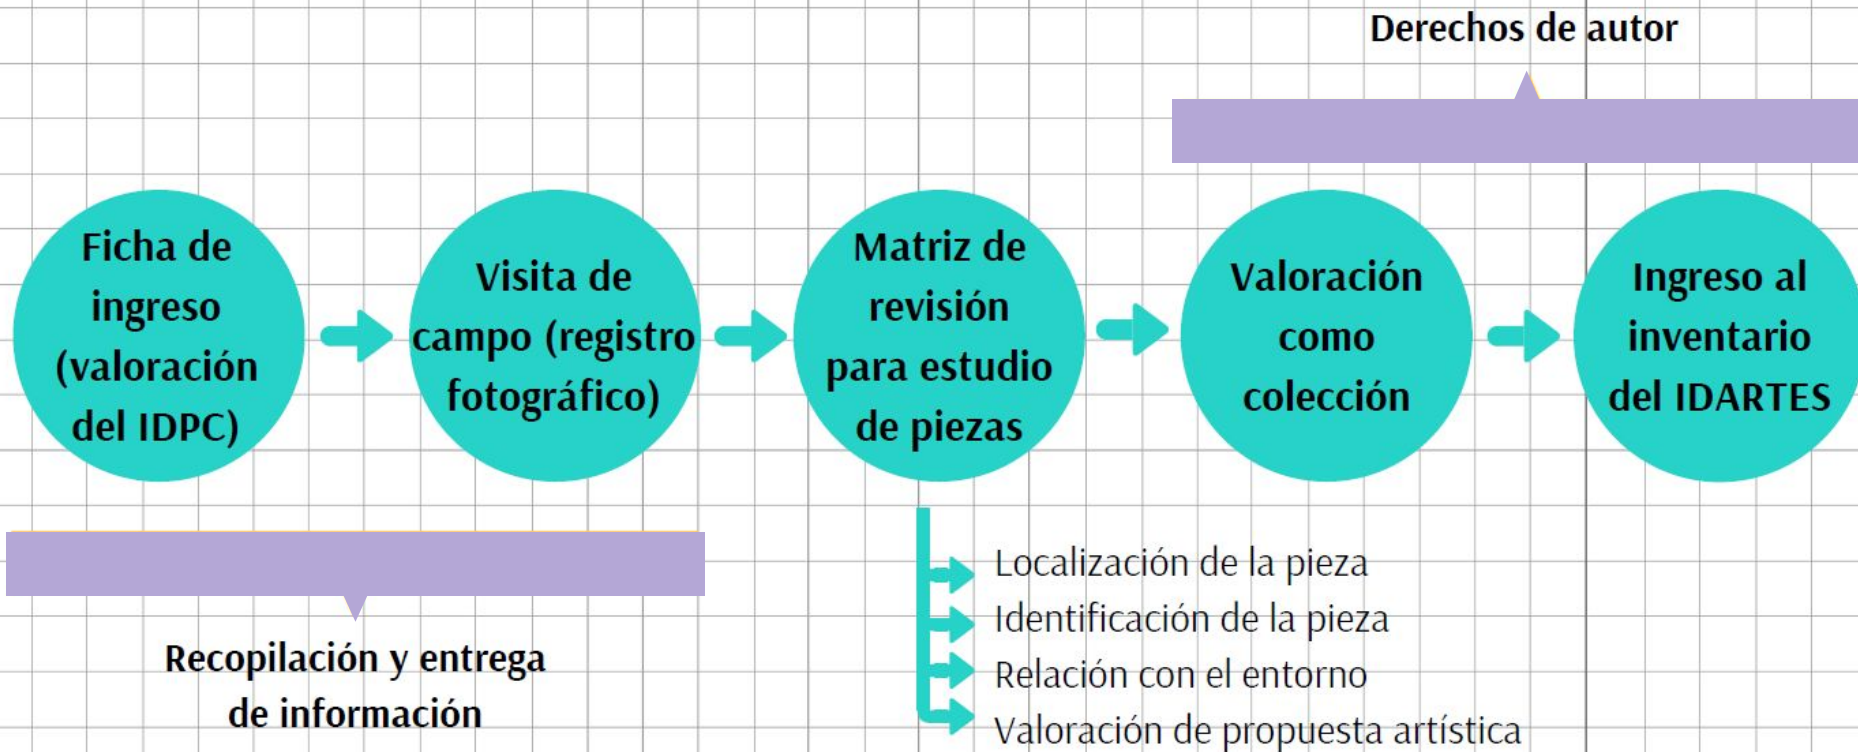 Derechos de autor
Ficha de
ingreso
(valoración
del IDPC)
Visita de
campo (registro
fotográfico)
Matriz de
revisión
para estudio
de piezas
Valoración
como
colección
Ingreso al
inventario
del IDARTES
Recopilación y entrega
de información
Localización de la pieza
Identificación de la pieza
Relación con el entorno
Valoración de propuesta artística